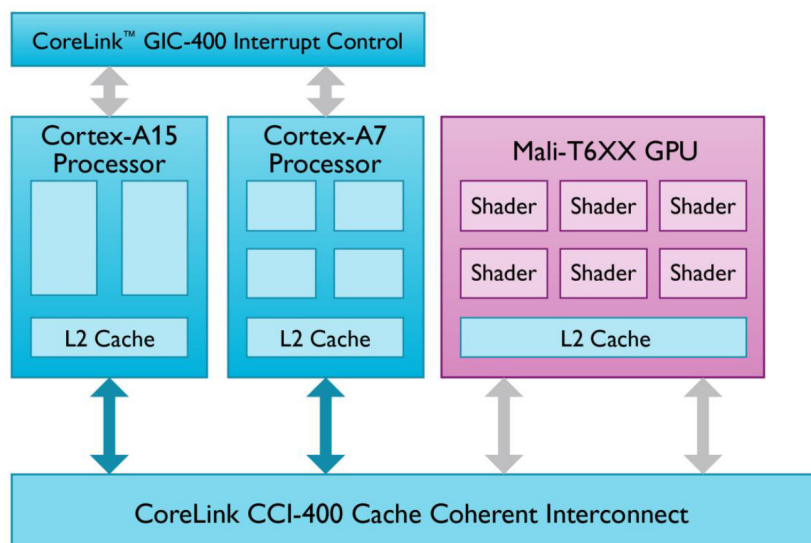 CoreLink™ GIC-400 Interrupt Control
Cortex-A15
Processor
L2 Cache
Cortex-A7
Processor
L2 Cache
Mali-T6XX GPU
Shader Shader Shader
Shader Shader Shader
L2 Cache
CoreLink CCI-400 Cache Coherent Interconnect